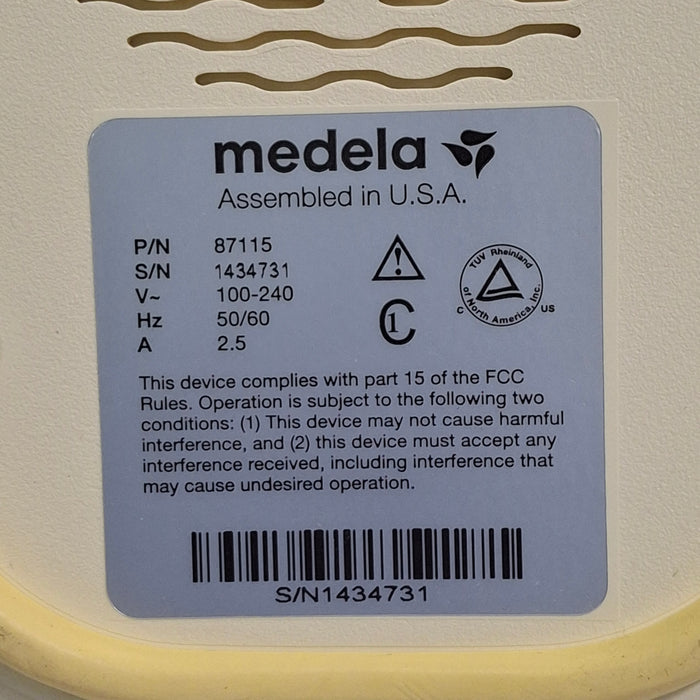 medela
Assembled in U.S.A.
P/N 87115
S/N 1434731
V~ 100-240
Hz 50/60
A 2.5
!
C1
TUV Rheinland
of North America, Inc.
C US
This device complies with part 15 of the FCC
Rules. Operation is subject to the following two
conditions: (1) This device may not cause harmful
interference, and (2) this device must accept any
interference received, including interference that
may cause undesired operation.
S/N1434731